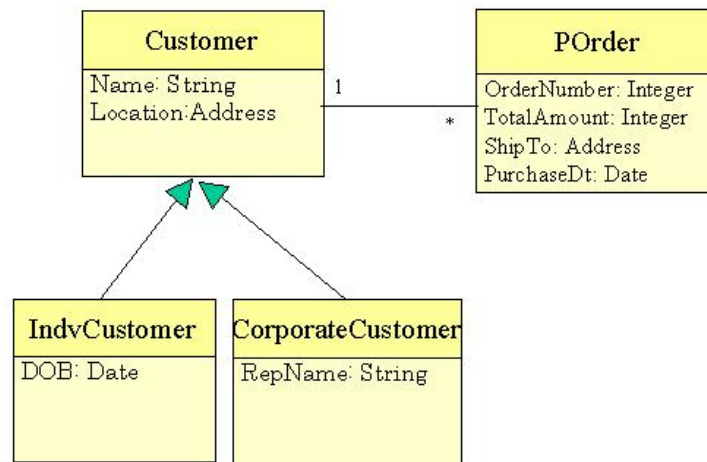 Customer
Name: String
Location:Address
1
*
POrder
OrderNumber: Integer
TotalAmount: Integer
ShipTo: Address
PurchaseDt: Date
IndvCustomer
DOB: Date
CorporateCustomer
RepName: String